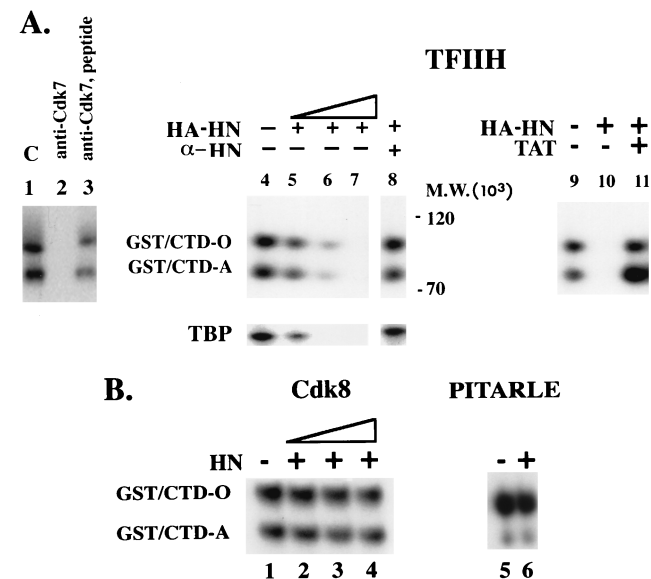 A.
TFIIH
C
anti-Cdk7
anti-Cdk7, peptide
1 2 3
HA-HN – + + + +
α-HN – – – – +
4 5 6 7 8
M.W.(10³)
HA-HN - + +
TAT - - +
9 10 11
GST/CTD-O
GST/CTD-A
- 120
- 70
TBP
B.
Cdk8
PITARLE
HN - + + +
- +
GST/CTD-O
GST/CTD-A
1 2 3 4
5 6